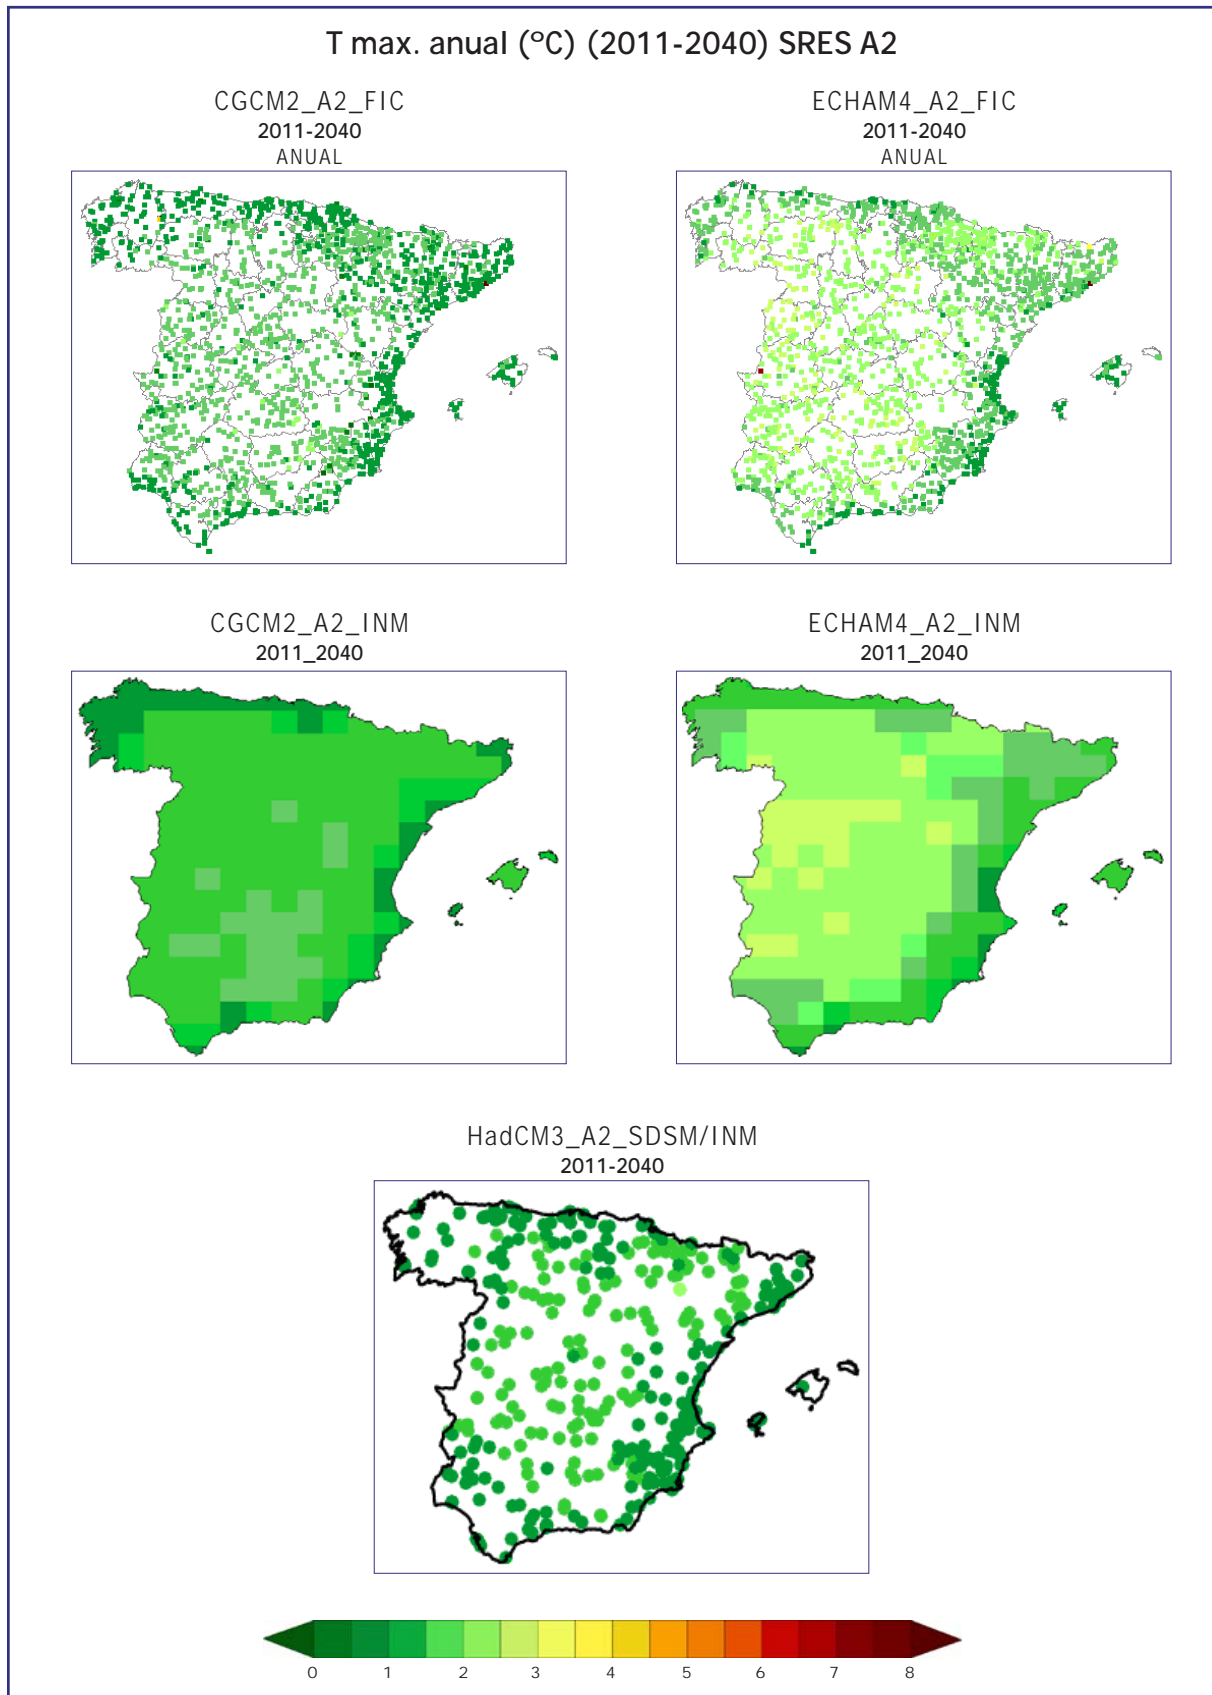 T max. anual (ºC) (2011-2040) SRES A2
CGCM2_A2_FIC
2011-2040
ANUAL
ECHAM4_A2_FIC
2011-2040
ANUAL
CGCM2_A2_INM
2011_2040
ECHAM4_A2_INM
2011_2040
HadCM3_A2_SDSM/INM
2011-2040
0 1 2 3 4 5 6 7 8